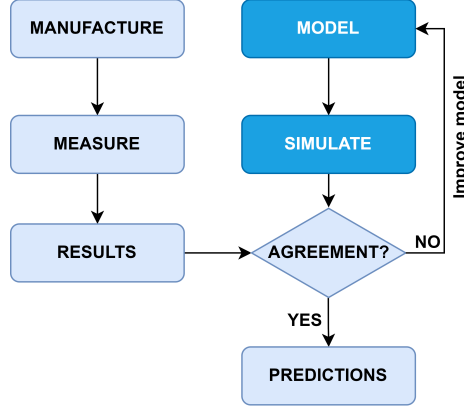 MANUFACTURE
MODEL
MEASURE
SIMULATE
Improve model
RESULTS
AGREEMENT?
NO
YES
PREDICTIONS